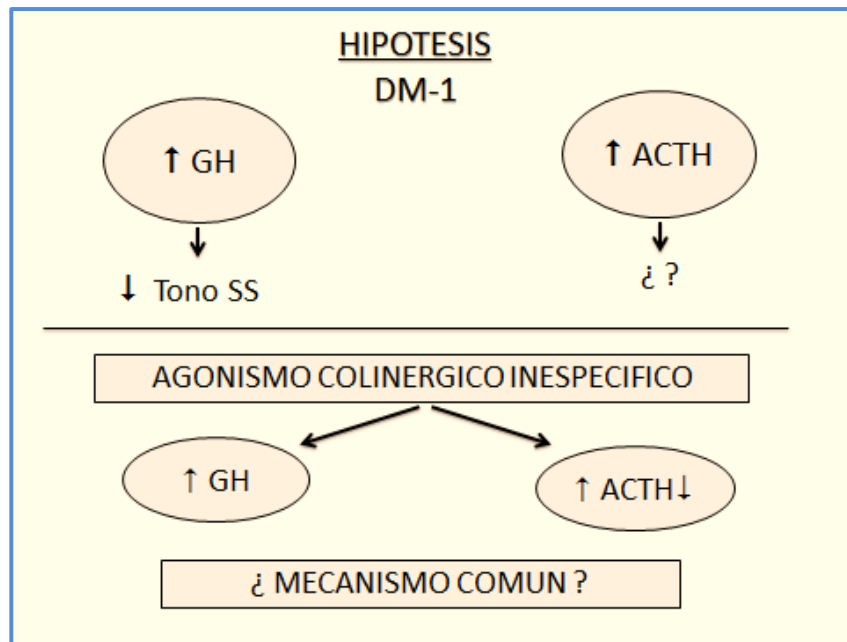 HIPOTESIS
DM-1
↑ GH
↑ ACTH
↓ Tono SS
¿ ?
AGONISMO COLINERGICO INESPECIFICO
↑ GH
↑ ACTH↓
¿ MECANISMO COMUN ?